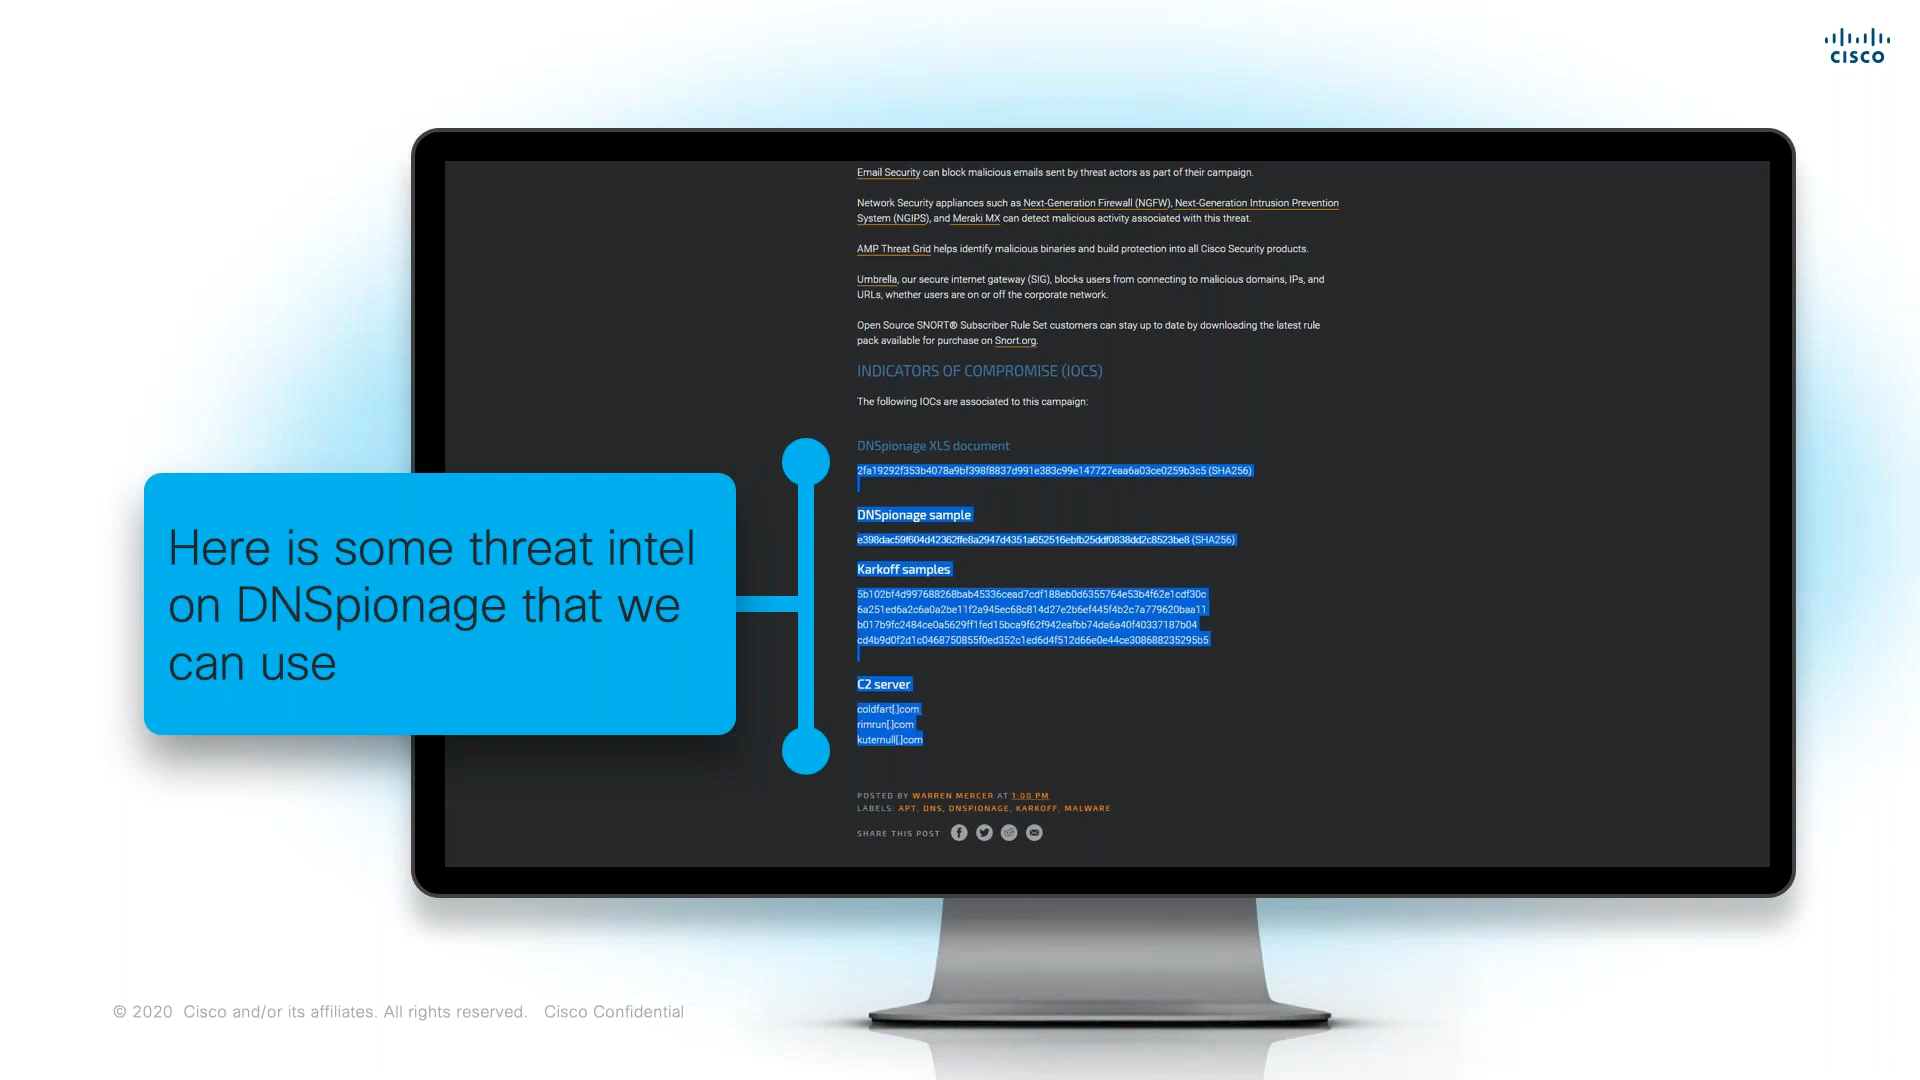 CISCO
Email Security can block malicious emails sent by threat actors as part of their campaign.
Network Security appliances such as Next-Generation Firewall (NGFW), Next-Generation Intrusion Prevention
System (NGIPS), and Meraki MX can detect malicious activity associated with this threat.
AMP Threat Grid helps identify malicious binaries and build protection into all Cisco Security products.
Umbrella, our secure internet gateway (SIG), blocks users from connecting to malicious domains, IPs, and
URLs, whether users are on or off the corporate network.
Open Source SNORT® Subscriber Rule Set customers can stay up to date by downloading the latest rule
pack available for purchase on Snort.org.
INDICATORS OF COMPROMISE (IOCS)
The following IOCs are associated to this campaign:
DNSpionage XLS document
2fa19292f353b4078a9bf398f8837d991e383c99e147727eaa6a03ce0259b3c5 (SHA256)
DNSpionage sample
e398dac59f604d42362ffe8a2947d4351a652516ebfb25ddf0838dd2c8523be8 (SHA256)
Karkoff samples
5b102bf4d997688268bab45336cead7cdf188eb0d6355764e53b4f62e1cdf30c
6a251ed6a2c6a0a2be11f2a945ec68c814d27e2b6ef445f4b2c7a779620baa11
b017b9fc2484ce0a5629ff1fed15bca9f62f942eafbb74da6a40f40337187b04
cd4b9d0f2d1c0468750855f0ed352c1ed6d4f512d66e0e44ce308688235295b5
C2 server
coldfart[.]com
rimrun[.]com
kuternull[.]com
Here is some threat intel
on DNSpionage that we
can use
POSTED BY WARREN MERCER AT 1:00 PM
LABELS: APT, DNS, DNSPIONAGE, KARKOFF, MALWARE
SHARE THIS POST
© 2020 Cisco and/or its affiliates. All rights reserved. Cisco Confidential